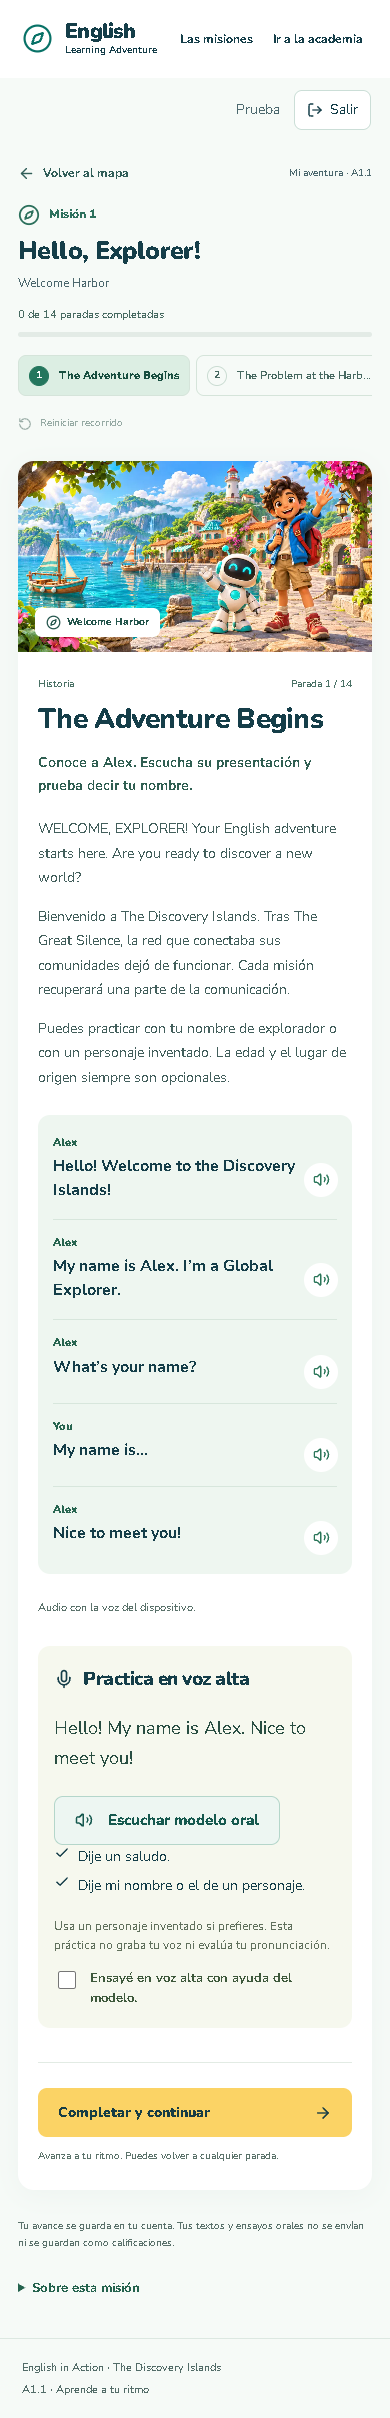 English
Learning Adventure
Las misiones
Ir a la academia
Prueba
Salir
Volver al mapa
Mi aventura · A1.1
Misión 1
Hello, Explorer!
Welcome Harbor
0 de 14 paradas completadas
1 The Adventure Begins
2 The Problem at the Harb...
Reiniciar recorrido
Welcome Harbor
Historia
Parada 1 / 14
The Adventure Begins
Conoce a Alex. Escucha su presentación y
prueba decir tu nombre.
WELCOME, EXPLORER! Your English adventure
starts here. Are you ready to discover a new
world?
Bienvenido a The Discovery Islands. Tras The
Great Silence, la red que conectaba sus
comunidades dejó de funcionar. Cada misión
recuperará una parte de la comunicación.
Puedes practicar con tu nombre de explorador o
con un personaje inventado. La edad y el lugar de
origen siempre son opcionales.
Alex
Hello! Welcome to the Discovery
Islands!
Alex
My name is Alex. I'm a Global
Explorer.
Alex
What's your name?
You
My name is...
Alex
Nice to meet you!
Audio con la voz del dispositivo.
Practica en voz alta
Hello! My name is Alex. Nice to
meet you!
Escuchar modelo oral
Dije un saludo.
Dije mi nombre o el de un personaje.
Usa un personaje inventado si prefieres. Esta
práctica no graba tu voz ni evalúa tu pronunciación.
Ensayé en voz alta con ayuda del
modelo.
Completar y continuar
Avanza a tu ritmo. Puedes volver a cualquier parada.
Tu avance se guarda en tu cuenta. Tus textos y ensayos orales no se envían
ni se guardan como calificaciones.
Sobre esta misión
English in Action · The Discovery Islands
A1.1 · Aprende a tu ritmo